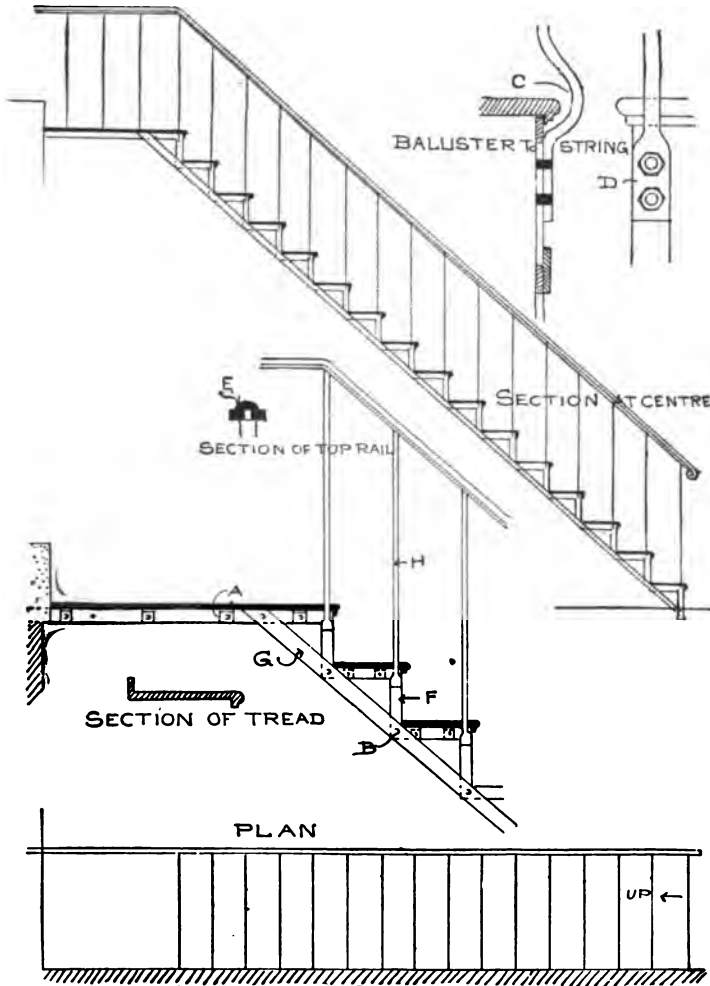 C
BALUSTER TO STRING
D
SECTION AT CENTRE
E
SECTION OF TOP RAIL
H
A
G
F
SECTION OF TREAD
B
PLAN
UP